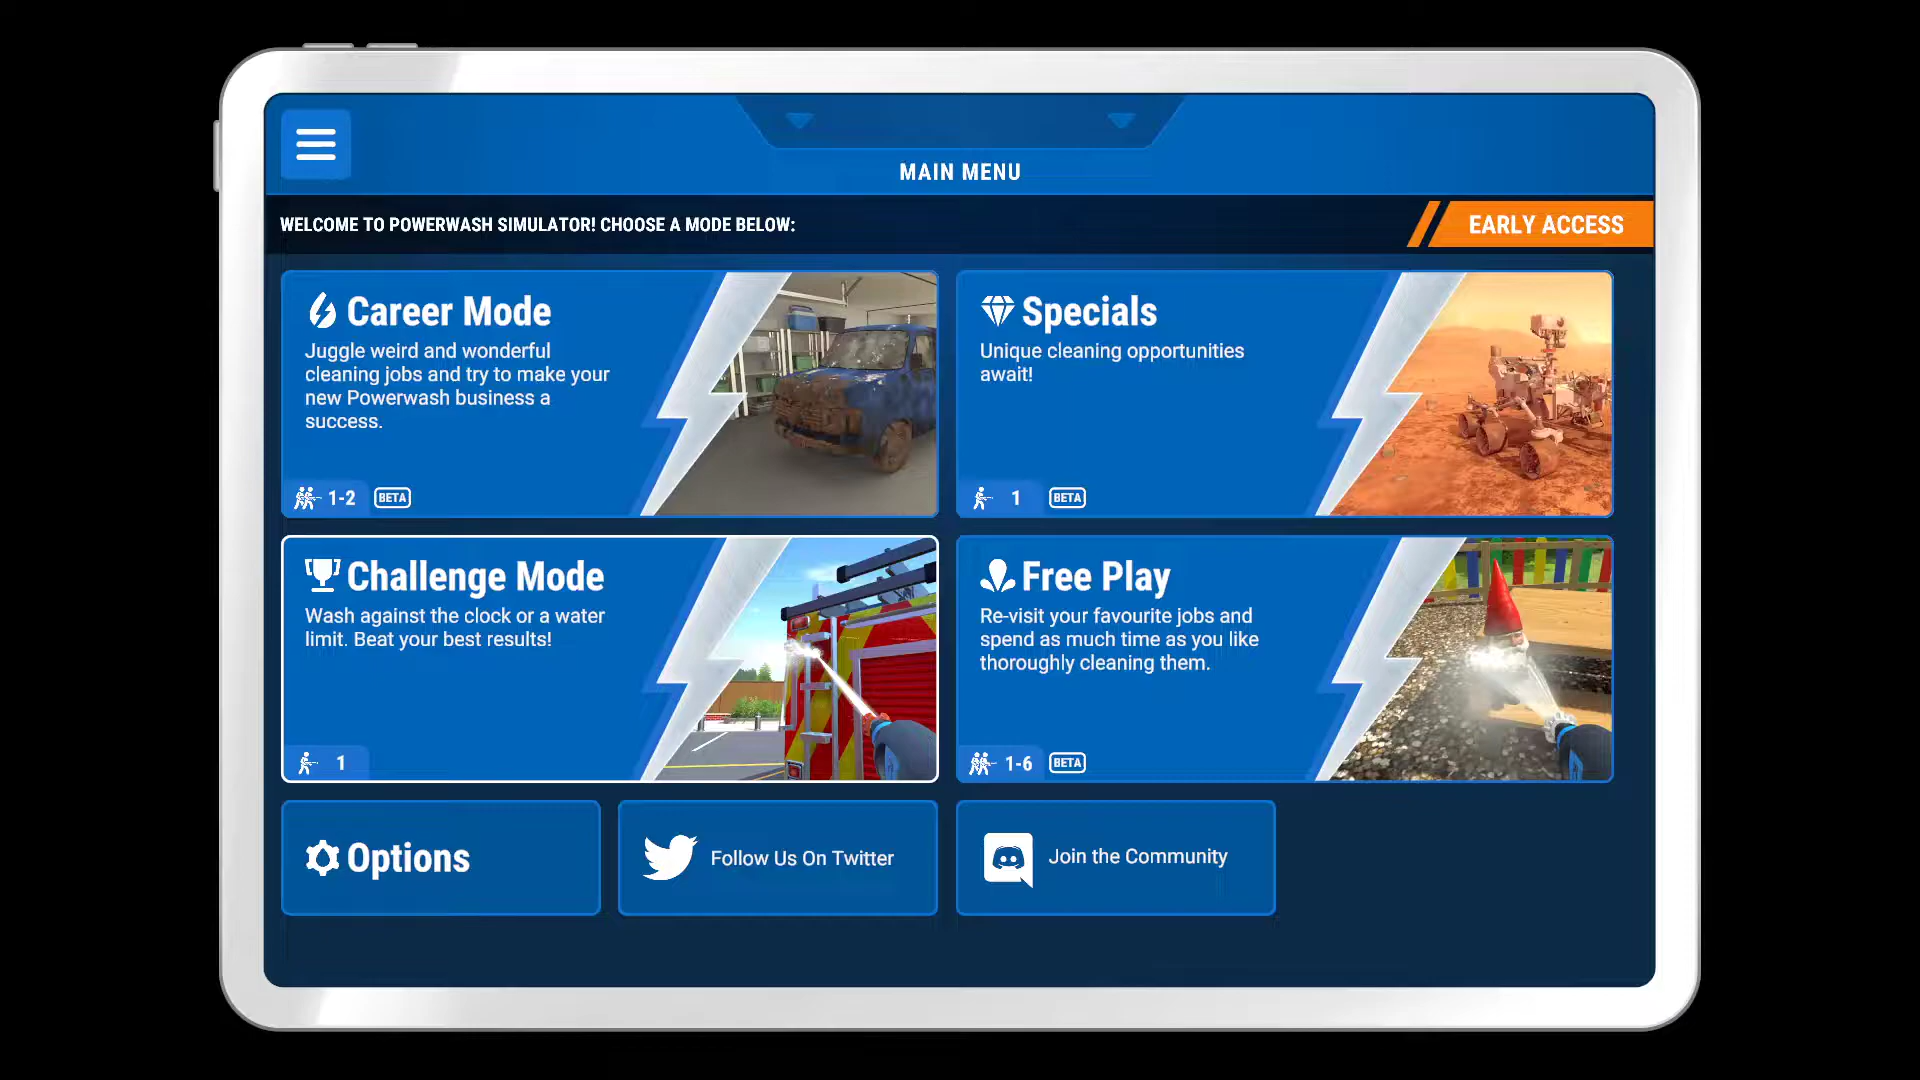 MAIN MENU
WELCOME TO POWERWASH SIMULATOR! CHOOSE A MODE BELOW:
EARLY ACCESS
Career Mode
Juggle weird and wonderful
cleaning jobs and try to make your
new Powerwash business a
success.
1-2 BETA
Specials
Unique cleaning opportunities
await!
1 BETA
Challenge Mode
Wash against the clock or a water
limit. Beat your best results!
1
Free Play
Re-visit your favourite jobs and
spend as much time as you like
thoroughly cleaning them.
1-6 BETA
Options
Follow Us On Twitter
Join the Community